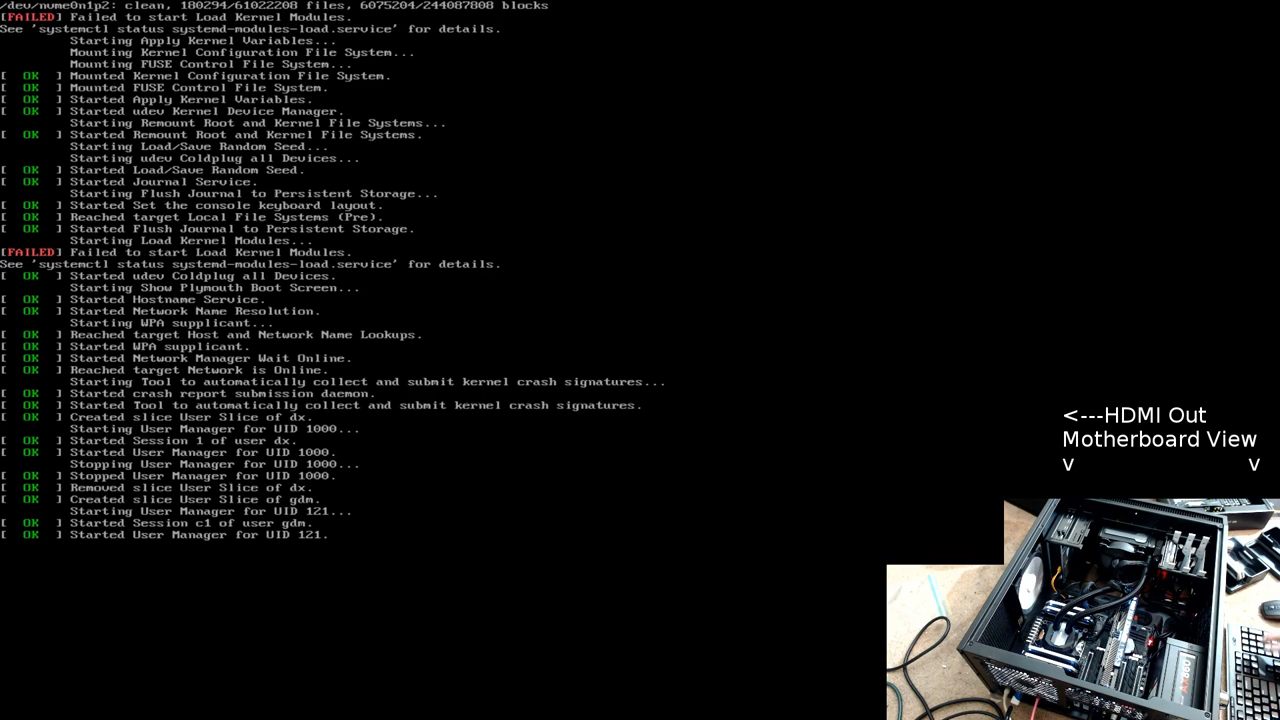 /dev/nvme0n1p2: clean, 180294/61022208 files, 6075204/244087808 blocks
[FAILED] Failed to start Load Kernel Modules.
See 'systemctl status systemd-modules-load.service' for details.
Starting Apply Kernel Variables...
Mounting Kernel Configuration File System...
Mounting FUSE Control File System...
[  OK  ] Mounted Kernel Configuration File System.
[  OK  ] Mounted FUSE Control File System.
[  OK  ] Started Apply Kernel Variables.
[  OK  ] Started udev Kernel Device Manager.
Starting Remount Root and Kernel File Systems...
[  OK  ] Started Remount Root and Kernel File Systems.
Starting Load/Save Random Seed...
Starting udev Coldplug all Devices...
[  OK  ] Started Load/Save Random Seed.
[  OK  ] Started Journal Service.
Starting Flush Journal to Persistent Storage...
[  OK  ] Started Set the console keyboard layout.
[  OK  ] Reached target Local File Systems (Pre).
[  OK  ] Started Flush Journal to Persistent Storage.
Starting Load Kernel Modules...
[FAILED] Failed to start Load Kernel Modules.
See 'systemctl status systemd-modules-load.service' for details.
[  OK  ] Started udev Coldplug all Devices.
Starting Show Plymouth Boot Screen...
[  OK  ] Started Hostname Service.
[  OK  ] Started Network Name Resolution.
Starting WPA supplicant...
[  OK  ] Reached target Host and Network Name Lookups.
[  OK  ] Started WPA supplicant.
[  OK  ] Started Network Manager Wait Online.
[  OK  ] Reached target Network is Online.
Starting Tool to automatically collect and submit kernel crash signatures...
[  OK  ] Started crash report submission daemon.
[  OK  ] Started Tool to automatically collect and submit kernel crash signatures.
[  OK  ] Created slice User Slice of dx.
Starting User Manager for UID 1000...
[  OK  ] Started Session 1 of user dx.
[  OK  ] Started User Manager for UID 1000.
Stopping User Manager for UID 1000...
[  OK  ] Stopped User Manager for UID 1000.
[  OK  ] Removed slice User Slice of dx.
[  OK  ] Created slice User Slice of gdm.
Starting User Manager for UID 121...
[  OK  ] Started Session c1 of user gdm.
[  OK  ] Started User Manager for UID 121.
<---HDMI Out
Motherboard View
v v